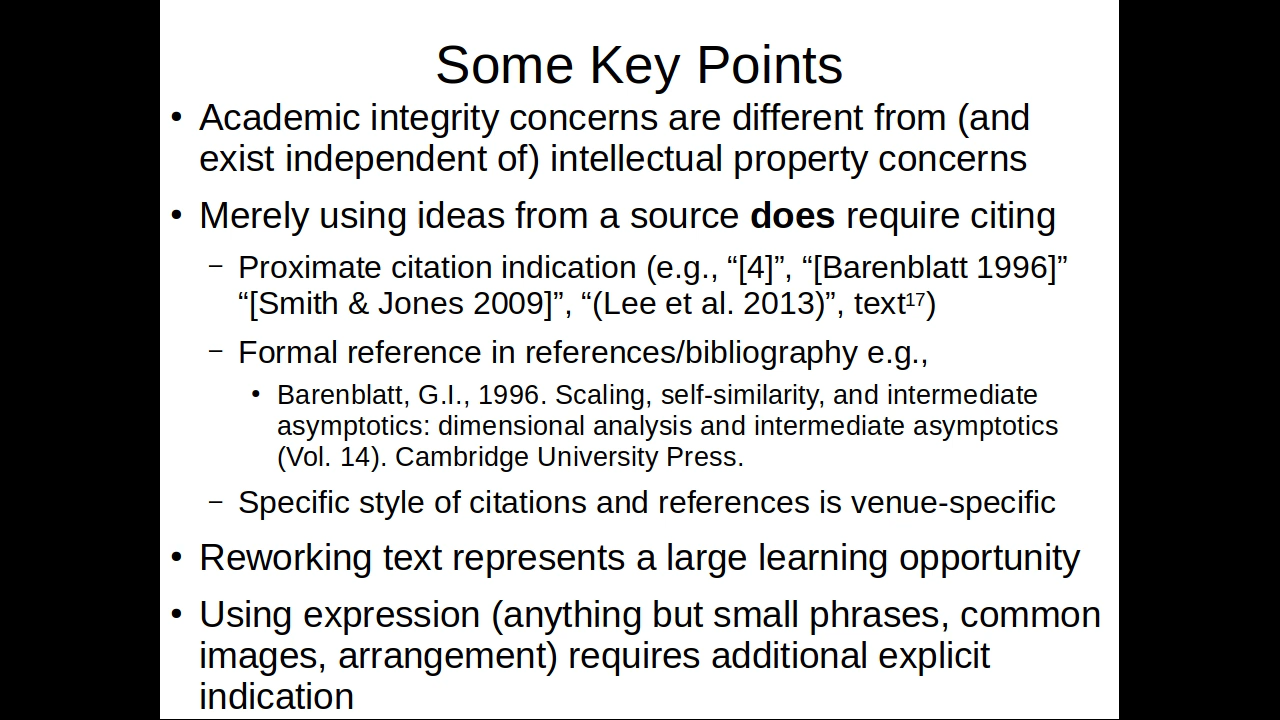 Some Key Points
• Academic integrity concerns are different from (and
exist independent of) intellectual property concerns
• Merely using ideas from a source does require citing
– Proximate citation indication (e.g., “[4]”, “[Barenblatt 1996]”
“[Smith & Jones 2009]”, “(Lee et al. 2013)”, text17)
– Formal reference in references/bibliography e.g.,
• Barenblatt, G.I., 1996. Scaling, self-similarity, and intermediate
asymptotics: dimensional analysis and intermediate asymptotics
(Vol. 14). Cambridge University Press.
– Specific style of citations and references is venue-specific
• Reworking text represents a large learning opportunity
• Using expression (anything but small phrases, common
images, arrangement) requires additional explicit
indication